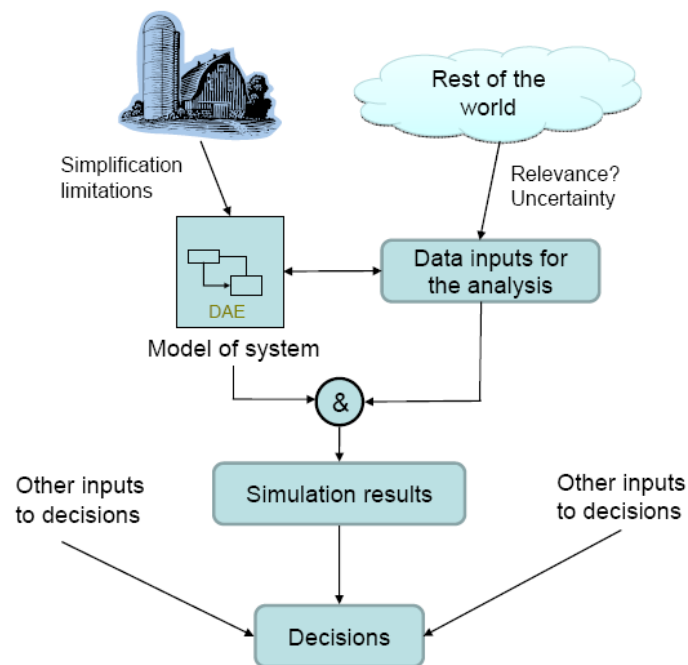 Rest of the
world
Simplification
limitations
Relevance?
Uncertainty
Data inputs for
the analysis
DAE
Model of system
&
Simulation results
Other inputs
to decisions
Other inputs
to decisions
Decisions